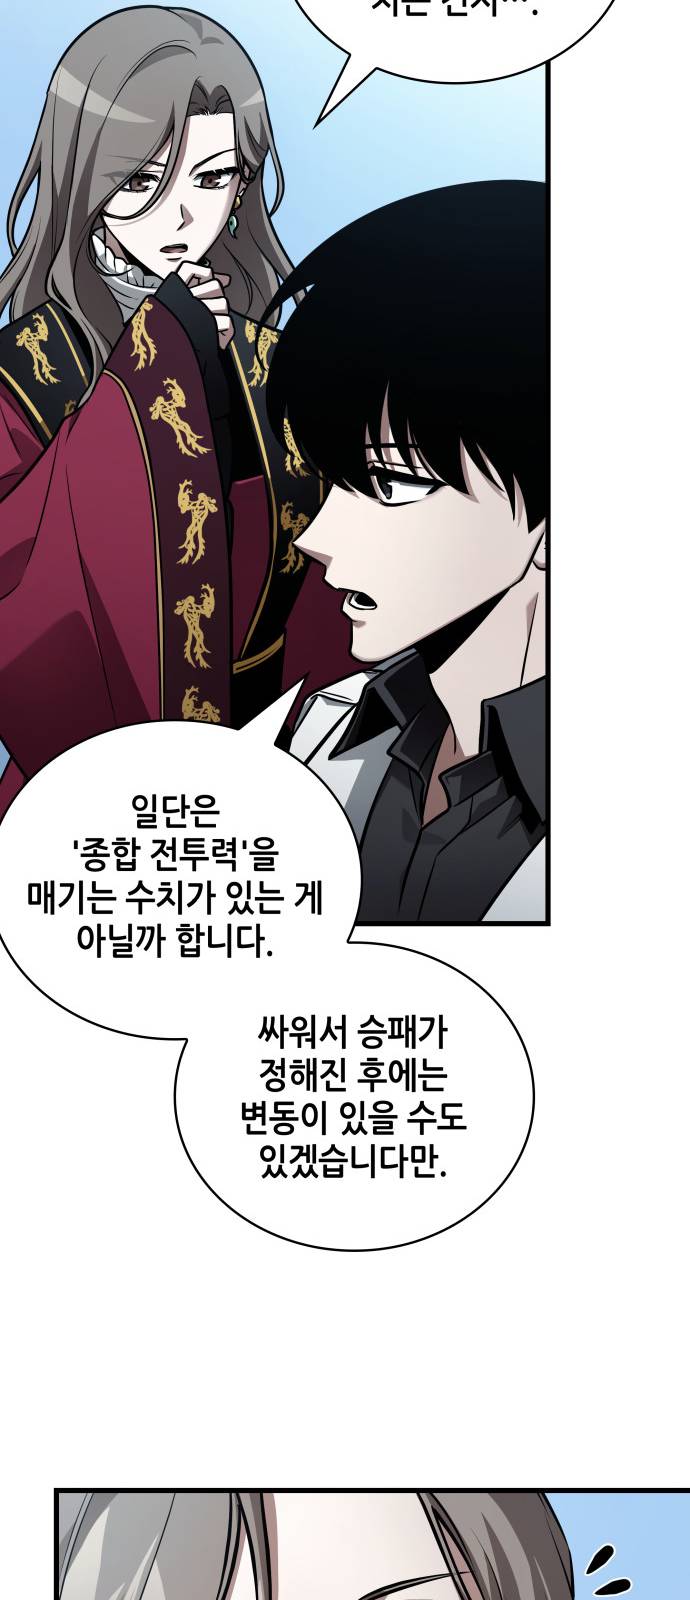 일단은
'종합 전투력'을
매기는 수치가 있는 게
아닐까 합니다.
싸워서 승패가
정해진 후에는
변동이 있을 수도
있겠습니다만.